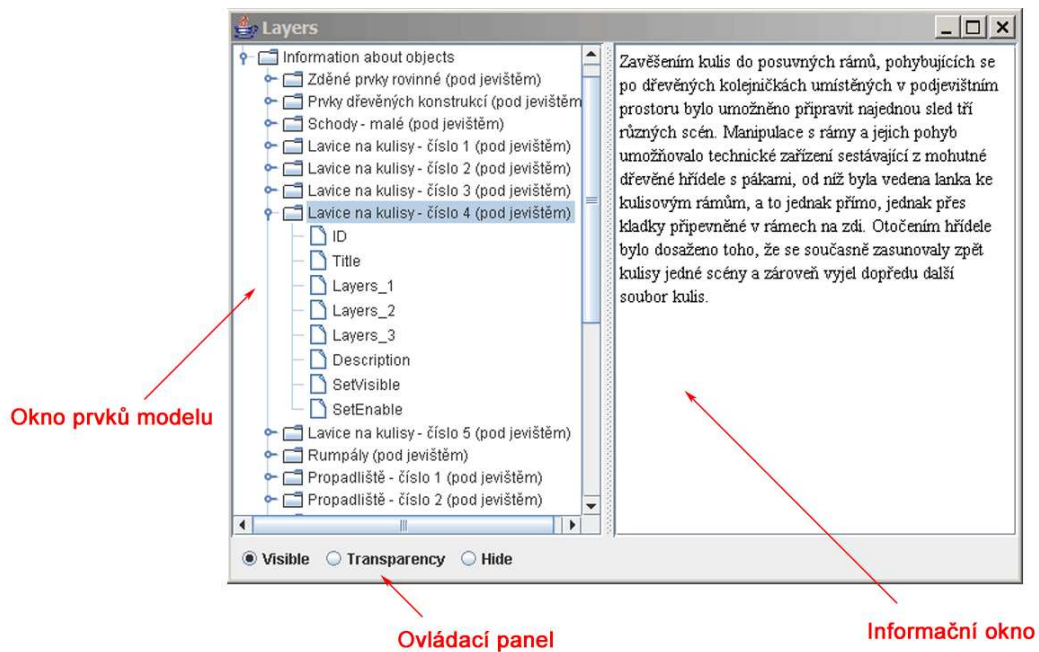 Layers
Information about objects
Zděné prvky rovinné (pod jevištěm)
Prvky dřevěných konstrukcí (pod jevištěm
Schody - malé (pod jevištěm)
Lavice na kulisy - číslo 1 (pod jevištěm)
Lavice na kulisy - číslo 2 (pod jevištěm)
Lavice na kulisy - číslo 3 (pod jevištěm)
Lavice na kulisy - číslo 4 (pod jevištěm)
ID
Title
Layers_1
Layers_2
Layers_3
Description
SetVisible
SetEnable
Lavice na kulisy - číslo 5 (pod jevištěm)
Rumpály (pod jevištěm)
Propadliště - číslo 1 (pod jevištěm)
Propadliště - číslo 2 (pod jevištěm)
Zavěšením kulis do posuvných rámů, pohybujících se
po dřevěných kolejničkách umístěných v podjevištním
prostoru bylo umožněno připravit najednou sled tří
různých scén. Manipulace s rámy a jejich pohyb
umožňovalo technické zařízení sestávající z mohutné
dřevěné hřídele s pákami, od níž byla vedena lanka ke
kulisovým rámům, a to jednak přímo, jednak přes
kladky připevněné v rámech na zdi. Otočením hřídele
bylo dosaženo toho, že se současně zasunovaly zpět
kulisy jedné scény a zároveň vyjel dopředu další
soubor kulis.
Visible Transparency Hide
Okno prvků modelu
Ovládací panel
Informační okno